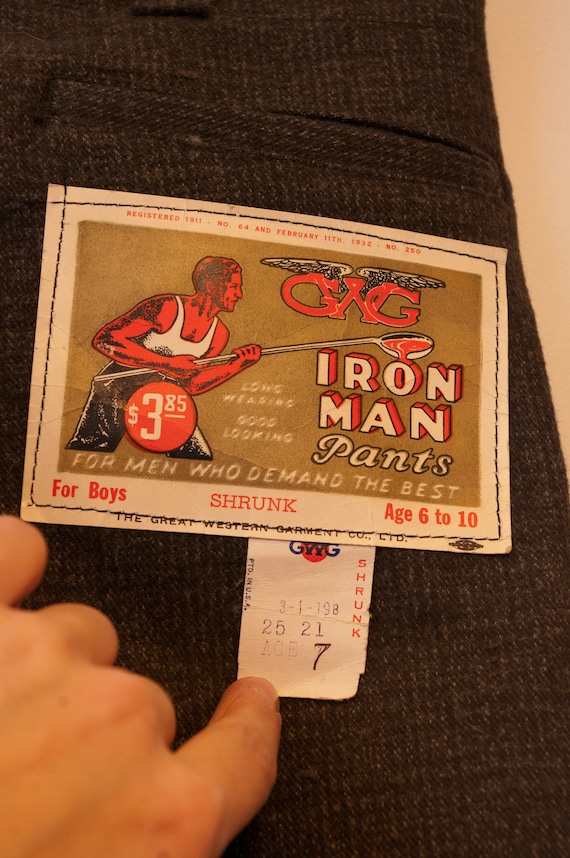 REGISTERED 1911 - NO. 64 AND FEBRUARY 11TH, 1932 - NO. 250
GWG
IRON
MAN
Pants
$3.85
LONG
WEARING
GOOD
LOOKING
FOR MEN WHO DEMAND THE BEST
For Boys
SHRUNK
Age 6 to 10
THE GREAT WESTERN GARMENT CO., LTD.
GWG
PTD. IN U.S.A.
SHRUNK
3-1-198
25 21
AGE 7